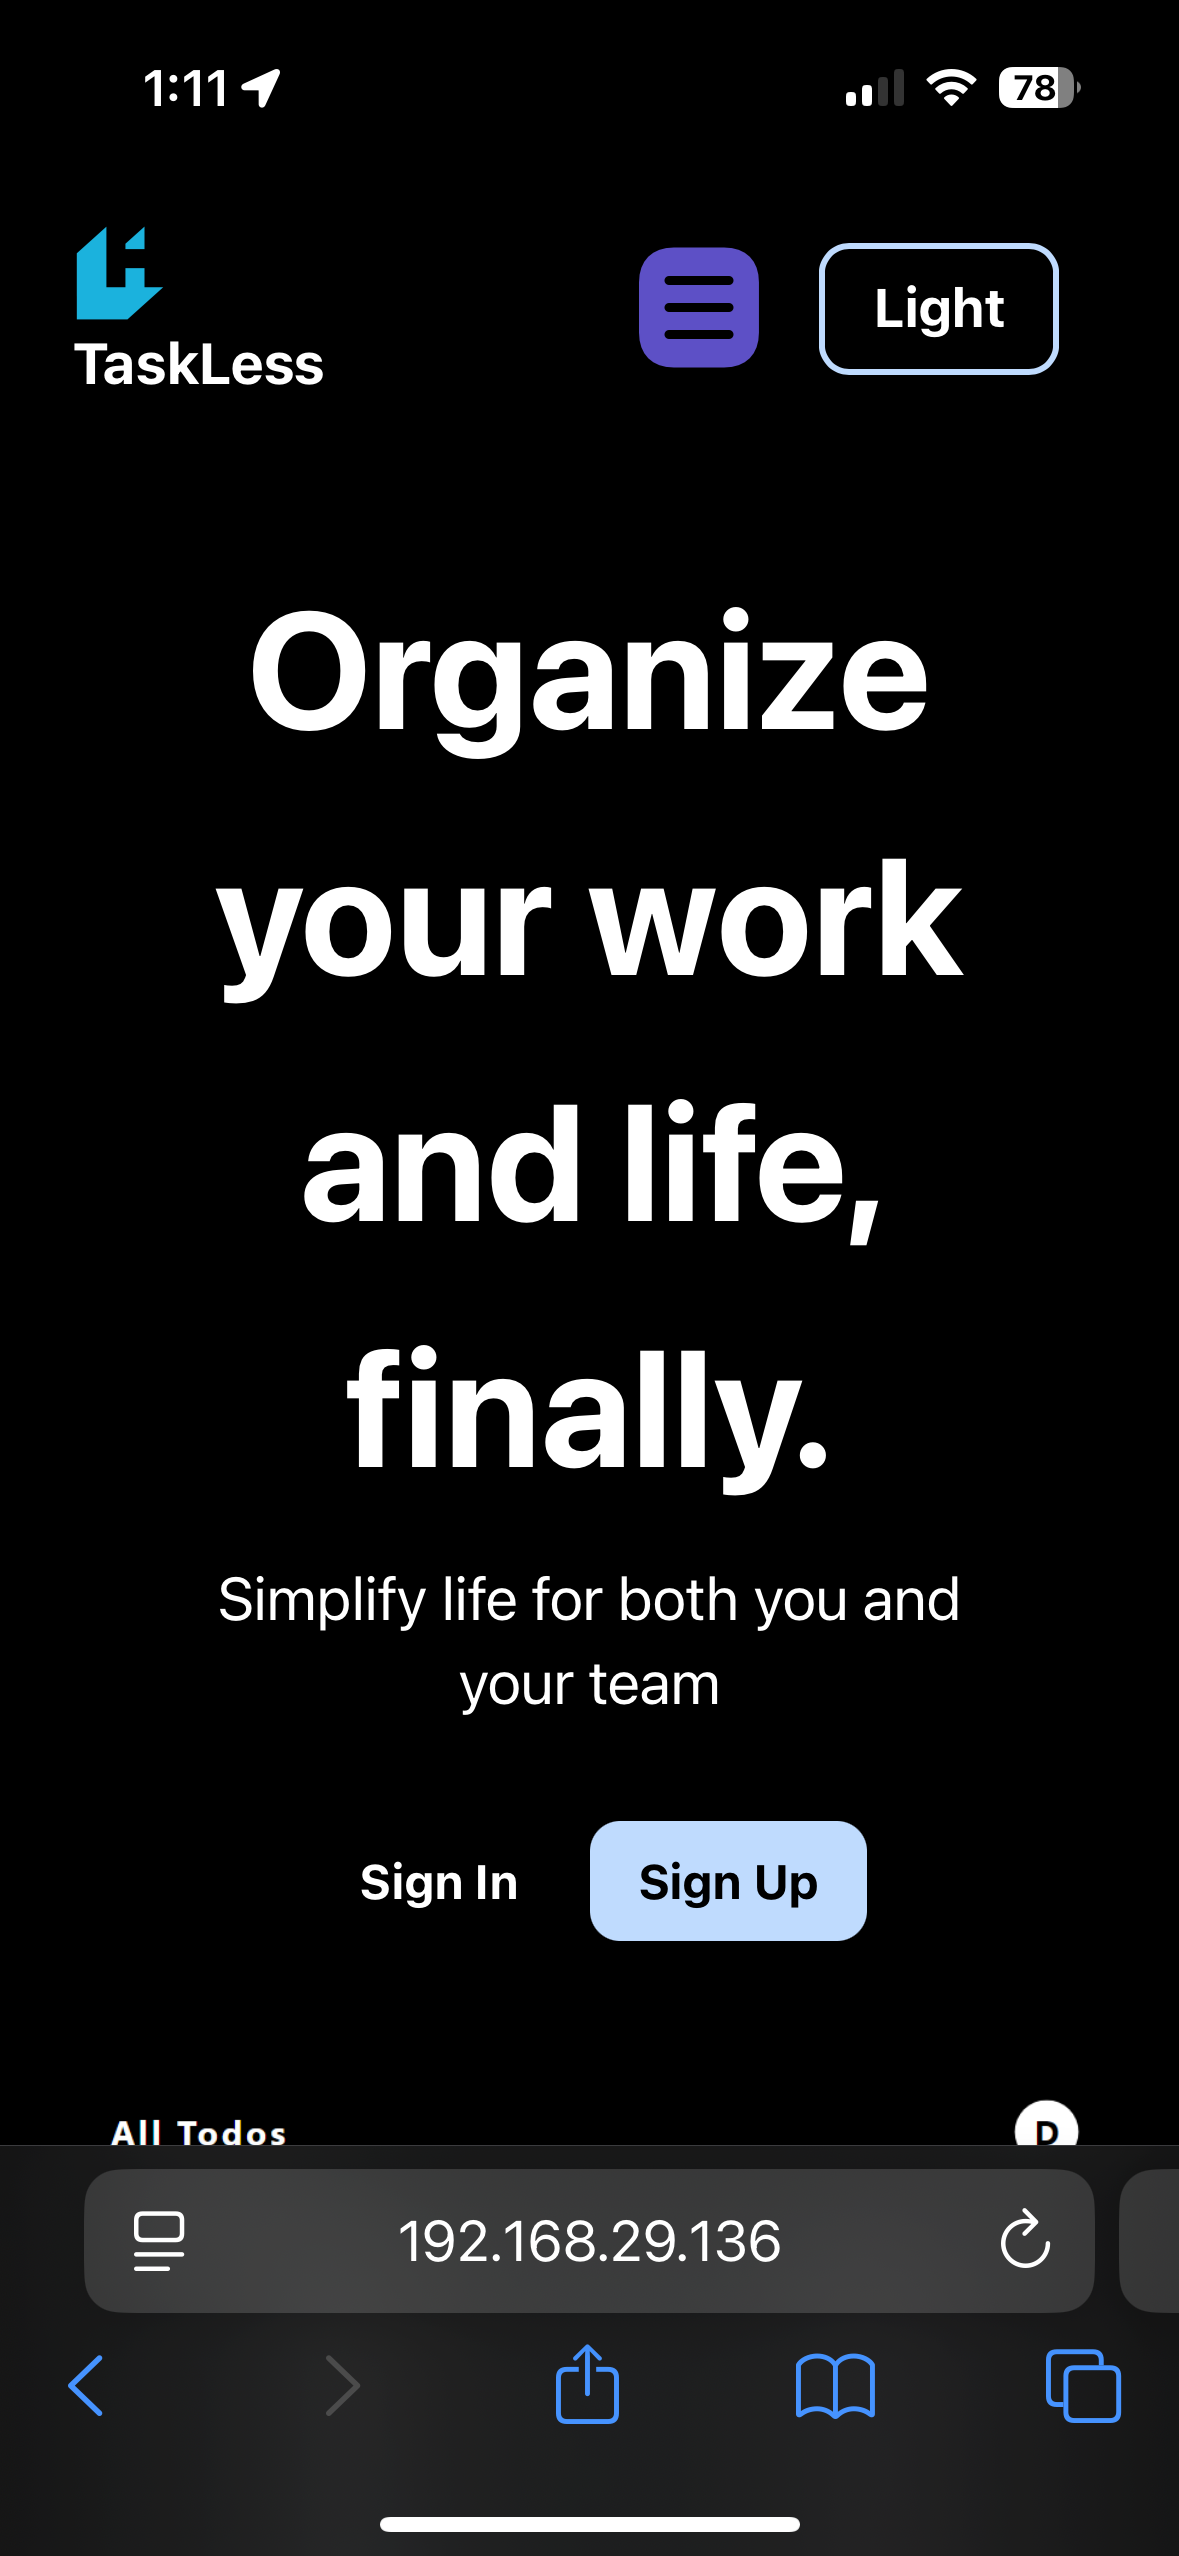 1:11
78
TaskLess
Light
Organize
your work
and life,
finally.
Simplify life for both you and
your team
Sign In
Sign Up
All Todos
D
192.168.29.136